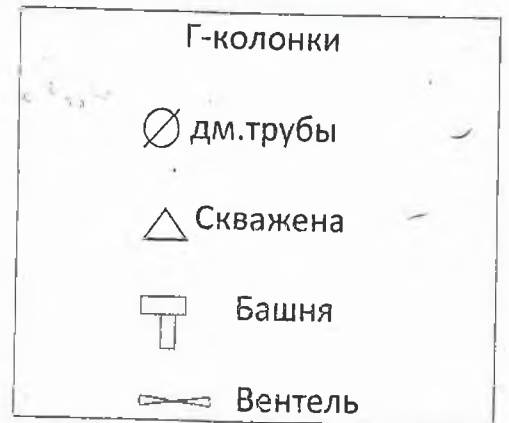 Г-колонки
дм.трубы
Скважена
Башня
Вентель